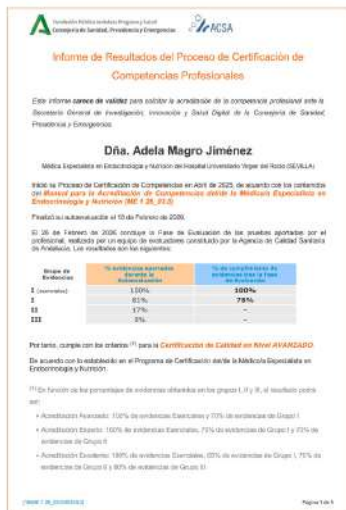 Fundación Pública Andaluza Progreso y Salud
Consejería de Sanidad, Presidencia y Emergencias
ACSA
Informe de Resultados del Proceso de Certificación de
Competencias Profesionales
Este informe carece de validez para solicitar la acreditación de la competencia profesional ante la
Secretaría General de Investigación, Innovación y Salud Digital de la Consejería de Sanidad,
Presidencia y Emergencias.
Dña. Adela Magro Jiménez
Médica Especialista en Endocrinología y Nutrición del Hospital Universitario Virgen del Rocío (SEVILLA)
Inició su Proceso de Certificación de Competencias en Abril de 2025, de acuerdo con los contenidos
del Manual para la Acreditación de Competencias del/de la Médico/a Especialista en
Endocrinología y Nutrición
Finalizó su autoevaluación el 18 de Febrero de 2026.
El 26 de Febrero de 2026 concluye la Fase de Evaluación de las pruebas aportadas por el
profesional, realizada por un equipo de evaluadores constituido por la Agencia de Calidad Sanitaria
de Andalucía. Los resultados son los siguientes:
Grupo de Evidencias
% evidencias aportadas durante la Autoevaluación
% de cumplimiento de evidencias tras la Fase de Evaluación
I (esenciales) 100% 100%
I 81% 78%
II 17% -
III -
Por tanto, cumple con los criterios (1) para la Certificación de Calidad en Nivel AVANZADO.
De acuerdo con lo establecido en el Programa de Certificación del/de la Médico/a Especialista en
Endocrinología y Nutrición.
(1) En función de los porcentajes de evidencias obtenidos en los grupos I, II y III, el resultado podrá
ser:
• Acreditación Avanzado: 100% de evidencias Esenciales y 70% de evidencias de Grupo I
• Acreditación Experto: 100% de evidencias Esenciales, 70% de evidencias de Grupo I y 70% de
evidencias de Grupo II
• Acreditación Excelente: 100% de evidencias Esenciales, 60% de evidencias de Grupo I, 70% de
evidencias de Grupo II y 80% de evidencias de Grupo III